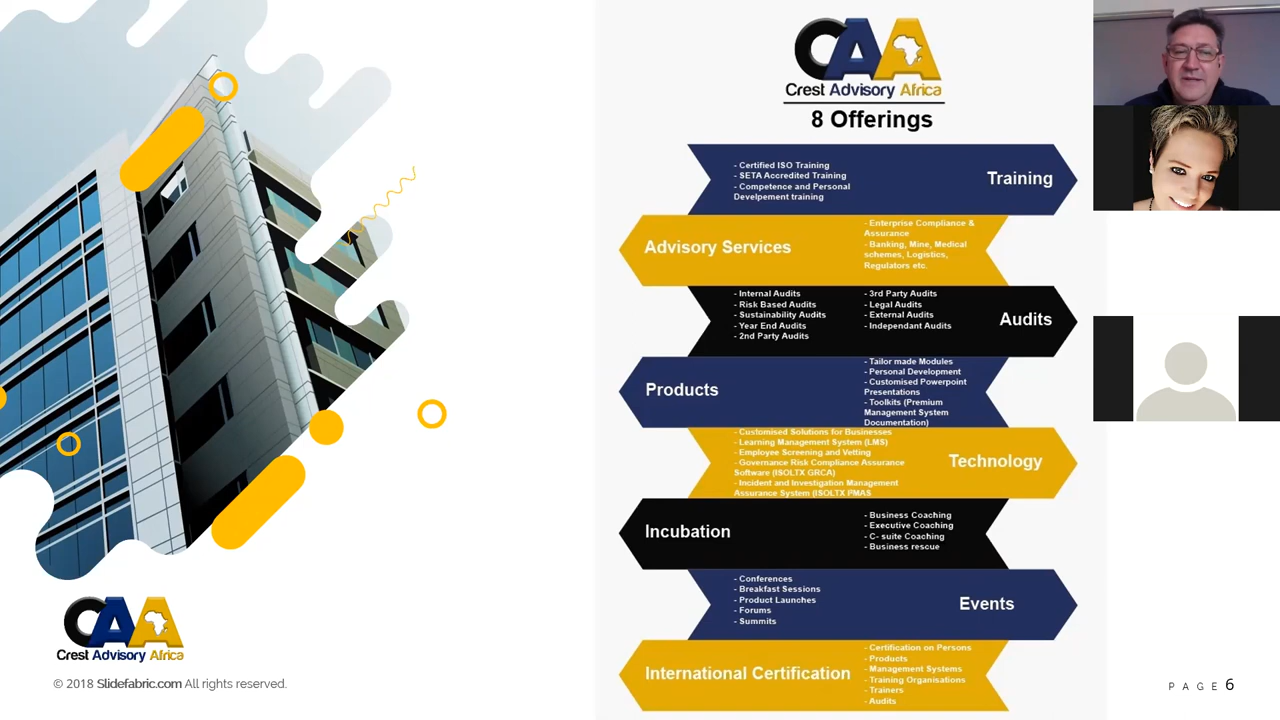 CAA
Crest Advisory Africa
8 Offerings
- Certified ISO Training
- SETA Accredited Training
- Competence and Personal
Develpement training
Training
Advisory Services
- Enterprise Compliance &
Assurance
- Banking, Mine, Medical
schemes, Logistics,
Regulators etc.
- Internal Audits
- Risk Based Audits
- Sustainability Audits
- Year End Audits
- 2nd Party Audits
- 3rd Party Audits
- Legal Audits
- External Audits
- Independant Audits
Audits
Products
- Tailor made Modules
- Personal Development
- Customised Powerpoint
Presentations
- Toolkits (Premium
Management System
Documentation)
- Customised Solutions for Businesses
- Learning Management System (LMS)
- Employee Screening and Vetting
- Governance Risk Compliance Assurance
Software (ISOLTX GRCA)
- Incident and Investigation Management
Assurance System (ISOLTX PMAS
Technology
Incubation
- Business Coaching
- Executive Coaching
- C- suite Coaching
- Business rescue
- Conferences
- Breakfast Sessions
- Product Launches
- Forums
- Summits
Events
International Certification
- Certification on Persons
- Products
- Management Systems
- Training Organisations
- Trainers
- Audits
CAA
Crest Advisory Africa
© 2018 Slidefabric.com All rights reserved.
PAGE 6